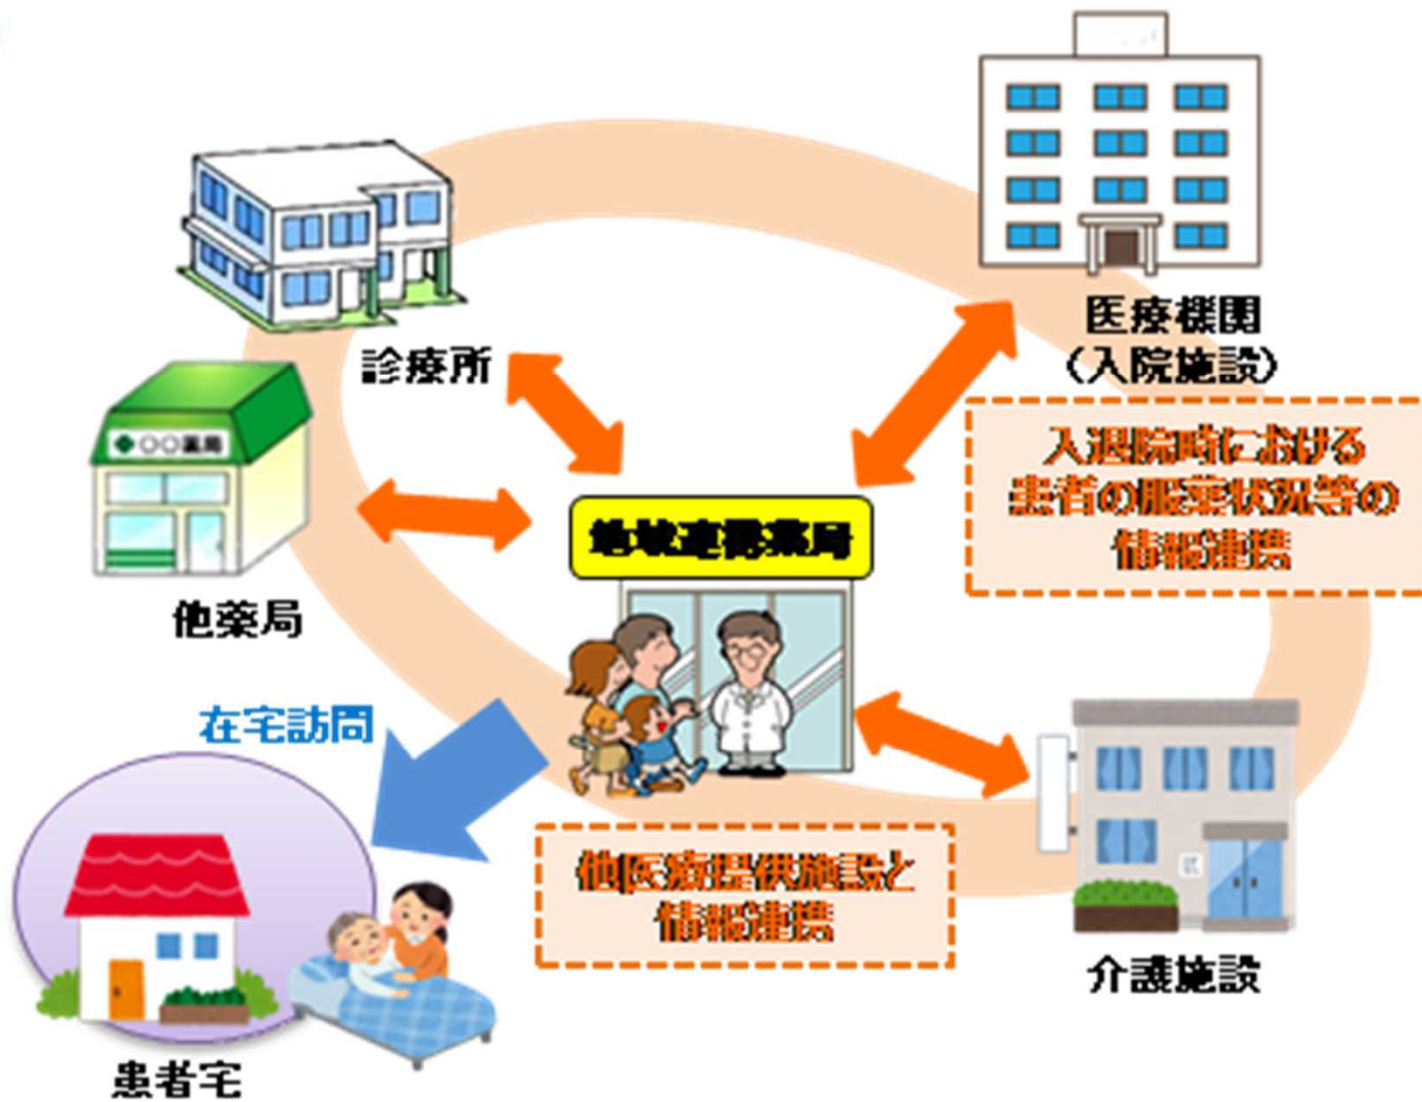 医療機関
(入院施設)
診療所
入退院時における
患者の服薬状況等の
情報連携
○○薬局
地域連携薬局
他薬局
在宅訪問
他医療提供施設と
情報連携
介護施設
患者宅